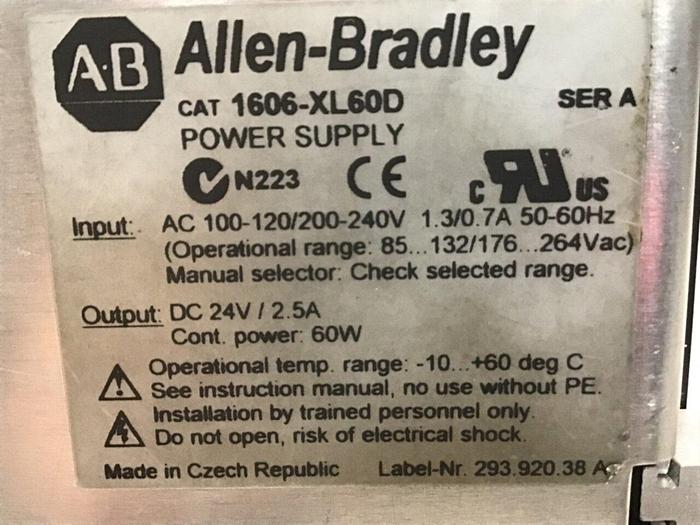 A·B Allen-Bradley
CAT 1606-XL60D SER A
POWER SUPPLY
N223 CE c RU ® US
Input: AC 100-120/200-240V 1.3/0.7A 50-60Hz
(Operational range: 85...132/176...264Vac)
Manual selector: Check selected range.
Output: DC 24V / 2.5A
Cont. power: 60W
Operational temp. range: -10...+60 deg C
See instruction manual, no use without PE.
Installation by trained personnel only.
Do not open, risk of electrical shock.
Made in Czech Republic Label-Nr. 293.920.38 A